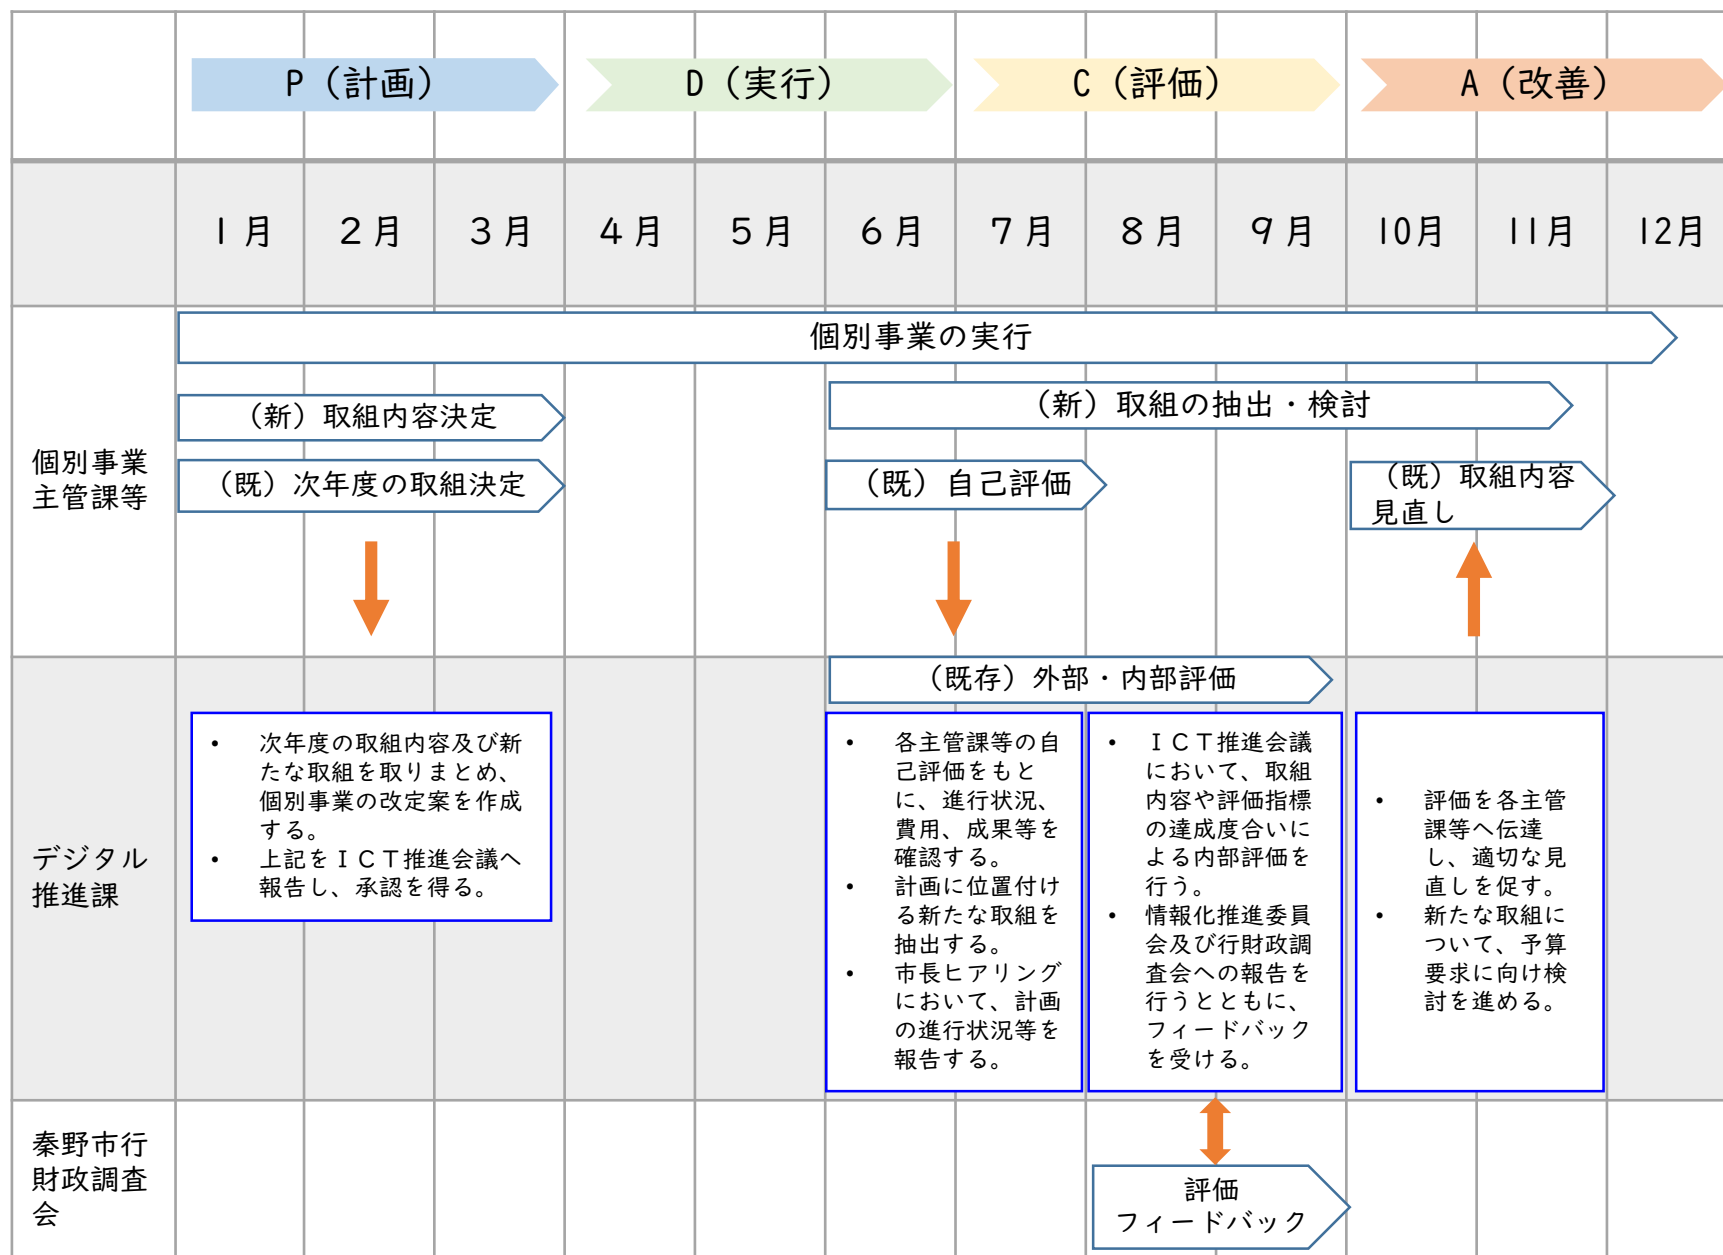 P（計画）
D（実行）
C（評価）
A（改善）
1月
2月
3月
4月
5月
6月
7月
8月
9月
10月
11月
12月
個別事業
主管課等
個別事業の実行
（新）取組内容決定
（新）取組の抽出・検討
（既）次年度の取組決定
（既）自己評価
（既）取組内容
見直し
デジタル
推進課
（既存）外部・内部評価
• 次年度の取組内容及び新
たな取組を取りまとめ、
個別事業の改定案を作成
する。
• 上記をＩＣＴ推進会議へ
報告し、承認を得る。
• 各主管課等の自
己評価をもと
に、進行状況、
費用、成果等を
確認する。
• 計画に位置付け
る新たな取組を
抽出する。
• 市長ヒアリング
において、計画
の進行状況等を
報告する。
• ＩＣＴ推進会議
において、取組
内容や評価指標
の達成度合いに
よる内部評価を
行う。
• 情報化推進委員
会及び行財政調
査会への報告を
行うとともに、
フィードバック
を受ける。
• 評価を各主管
課等へ伝達
し、適切な見
直しを促す。
• 新たな取組に
ついて、予算
要求に向け検
討を進める。
秦野市行
財政調査
会
評価
フィードバック